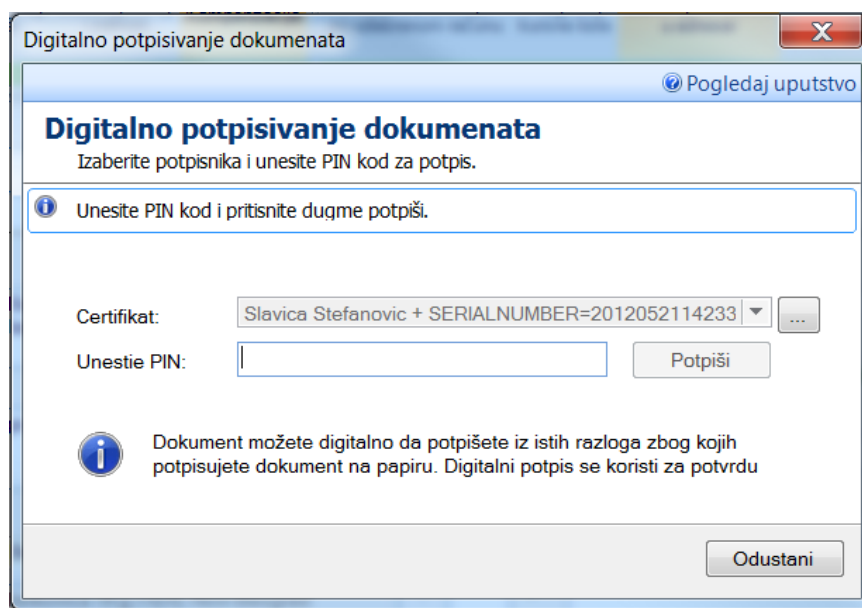 Digitalno potpisivanje dokumenata
Pogledaj uputstvo
Digitalno potpisivanje dokumenata
Izaberite potpisnika i unesite PIN kod za potpis.
Unesite PIN kod i pritisnite dugme potpiši.
Certifikat: Slavica Stefanovic + SERIALNUMBER=2012052114233 ...
Unestie PIN: Potpiši
Dokument možete digitalno da potpišete iz istih razloga zbog kojih
potpisujete dokument na papiru. Digitalni potpis se koristi za potvrdu
Odustani